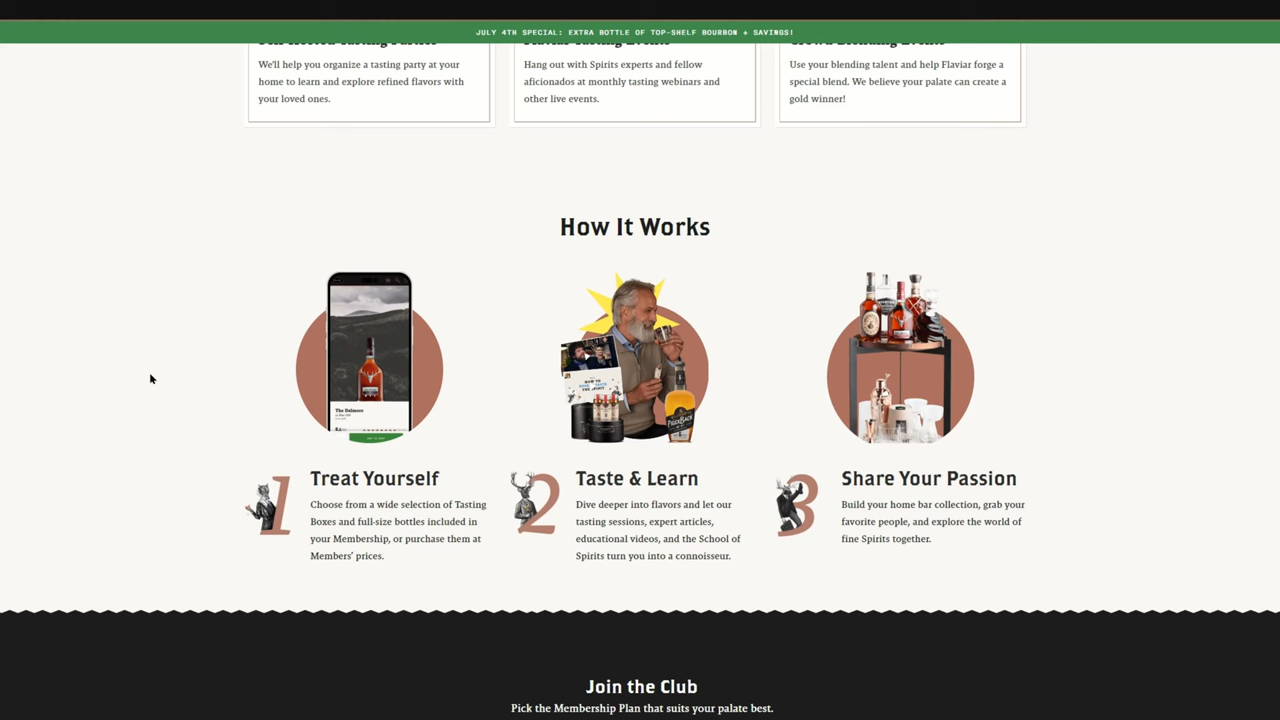 JULY 4TH SPECIAL: EXTRA BOTTLE OF TOP-SHELF BOURBON + SAVINGS!
We'll help you organize a tasting party at your
home to learn and explore refined flavors with
your loved ones.
Hang out with Spirits experts and fellow
aficionados at monthly tasting webinars and
other live events.
Use your blending talent and help Flaviar forge a
special blend. We believe your palate can create a
gold winner!
How It Works
The Dalmore
HOW TO
TASTE
THE SPIRIT
PIGGYBACK
1
Treat Yourself
Choose from a wide selection of Tasting
Boxes and full-size bottles included in
your Membership, or purchase them at
Members' prices.
2
Taste & Learn
Dive deeper into flavors and let our
tasting sessions, expert articles,
educational videos, and the School of
Spirits turn you into a connoisseur.
3
Share Your Passion
Build your home bar collection, grab your
favorite people, and explore the world of
fine Spirits together.
Join the Club
Pick the Membership Plan that suits your palate best.